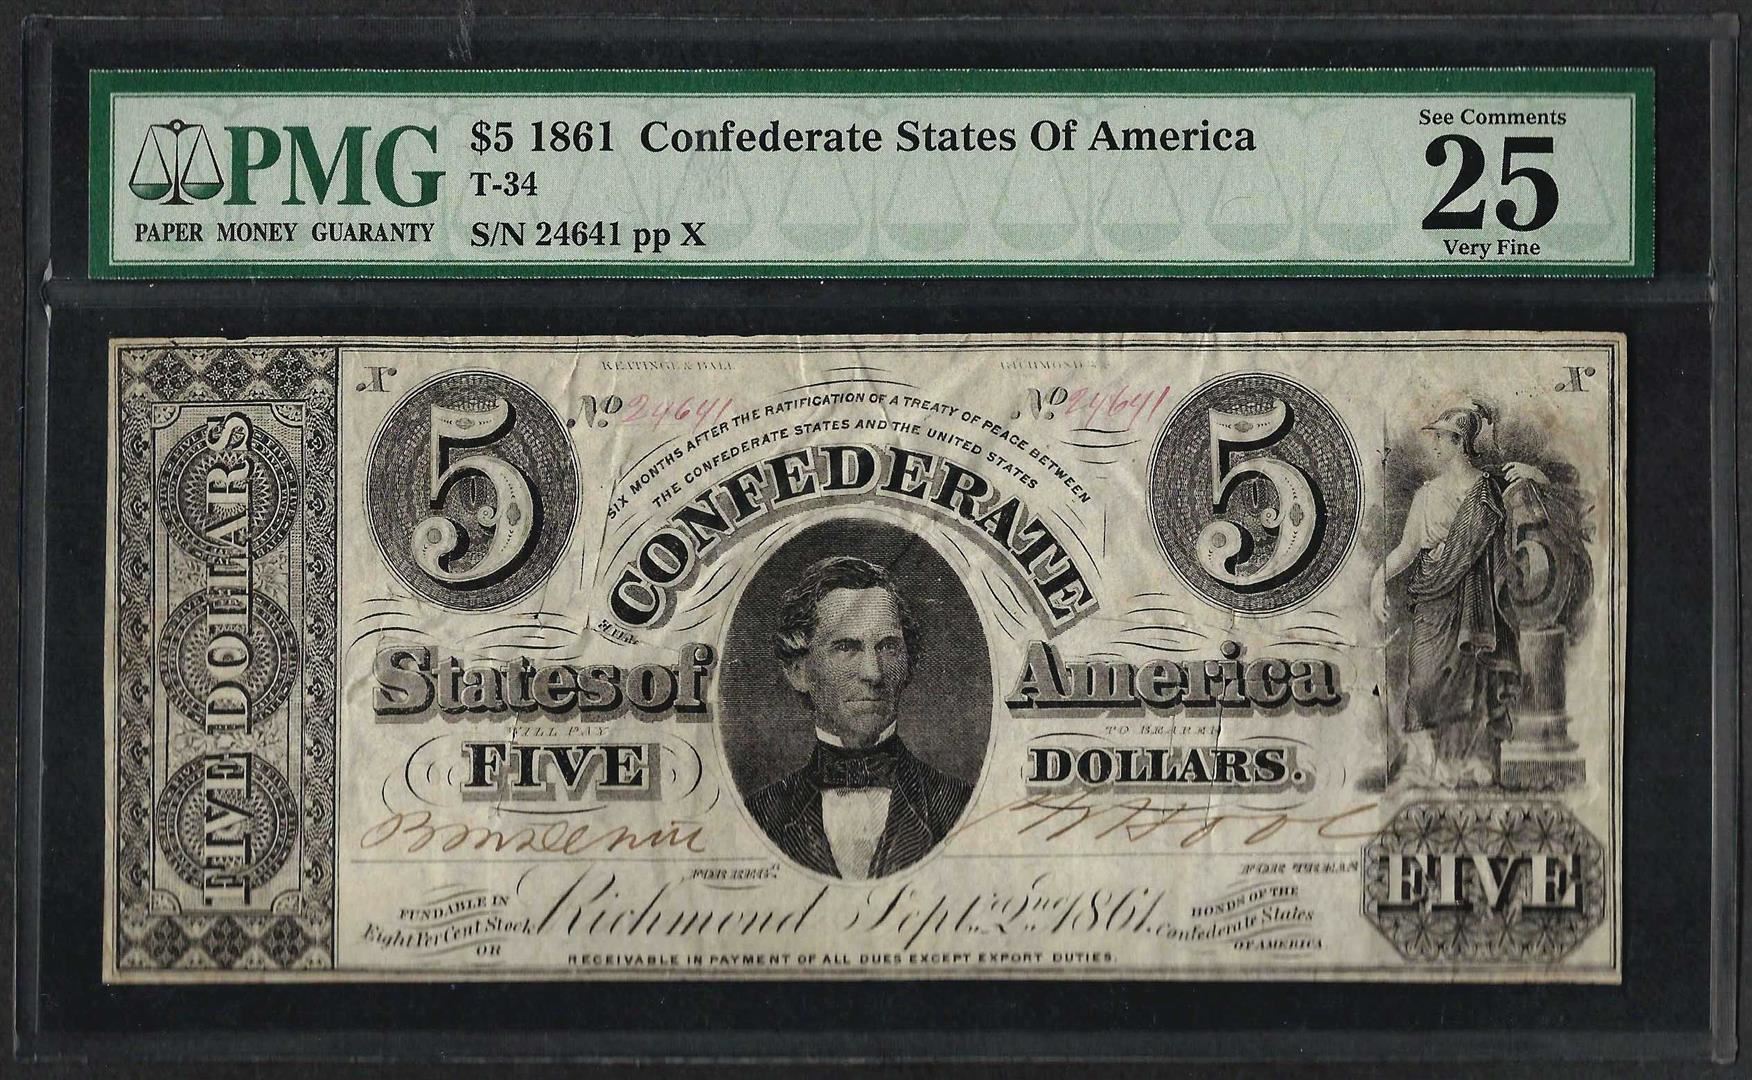 PMG
PAPER MONEY GUARANTY
$5 1861 Confederate States Of America
T-34
S/N 24641 pp X
See Comments
25
Very Fine
X
KEATINGE & BALL
RICHMOND
X
5
No. 24641
No. 24641
5
SIX MONTHS AFTER THE RATIFICATION OF A TREATY OF PEACE BETWEEN
THE CONFEDERATE STATES AND THE UNITED STATES
CONFEDERATE
5
States of America
WILL PAY
TO BEARER
FIVE DOLLARS.
FIVE DOLLARS
FOR REGR
FOR TREAS
FIVE
FUNDABLE IN
Eight Per Cent Stock
OR
Richmond Sept. 2nd 1861.
BONDS OF THE
Confederate States
OF AMERICA
RECEIVABLE IN PAYMENT OF ALL DUES EXCEPT EXPORT DUTIES.